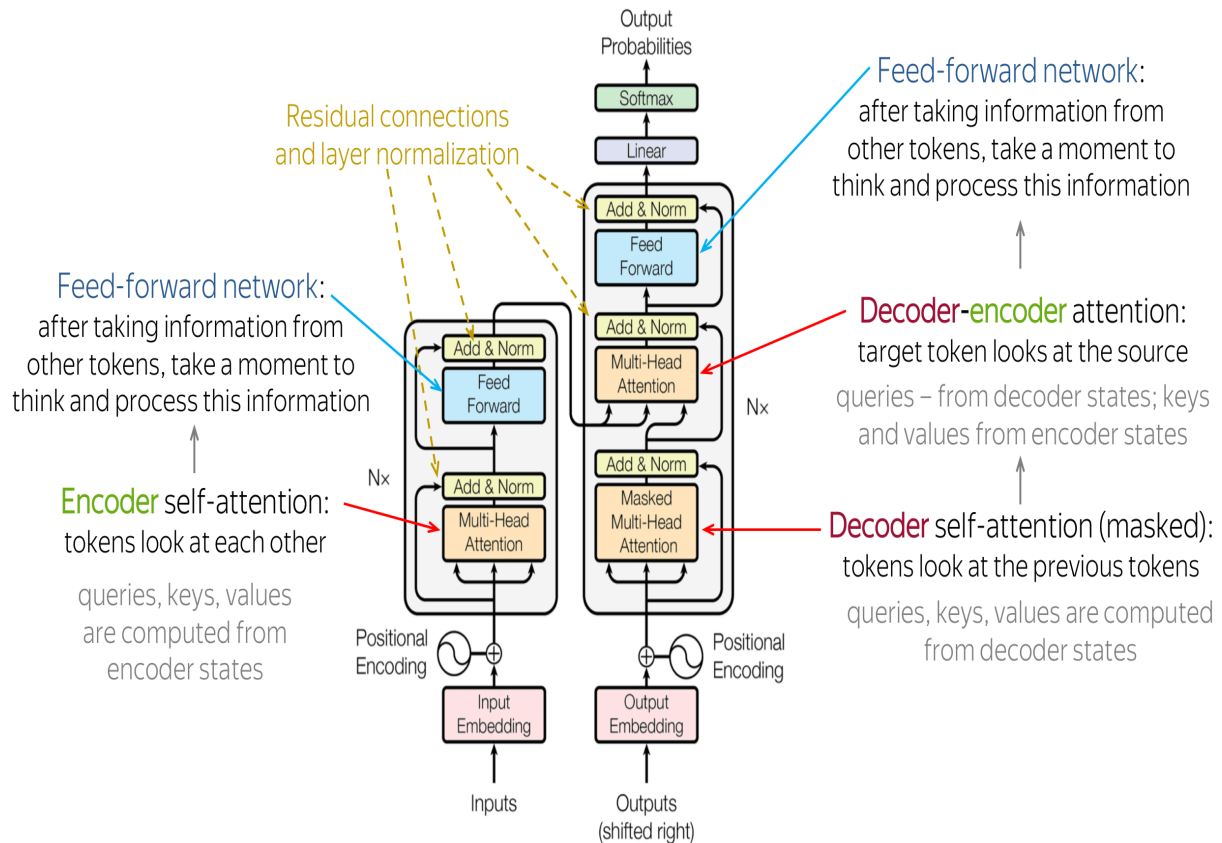 Output
Probabilities
Softmax
Linear
Add & Norm
Feed
Forward
Add & Norm
Multi-Head
Attention
Nx
Add & Norm
Masked
Multi-Head
Attention
Positional
Encoding
Output
Embedding
Outputs
(shifted right)
Residual connections
and layer normalization
Add & Norm
Feed
Forward
Nx
Add & Norm
Multi-Head
Attention
Positional
Encoding
Input
Embedding
Inputs
Feed-forward network:
after taking information from
other tokens, take a moment to
think and process this information
Encoder self-attention:
tokens look at each other
queries, keys, values
are computed from
encoder states
Feed-forward network:
after taking information from
other tokens, take a moment to
think and process this information
Decoder-encoder attention:
target token looks at the source
queries – from decoder states; keys
and values from encoder states
Decoder self-attention (masked):
tokens look at the previous tokens
queries, keys, values are computed
from decoder states